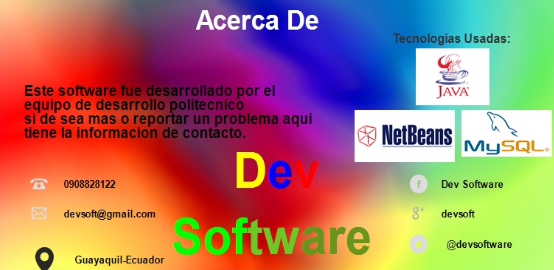 Acerca De
Tecnologias Usadas:
JAVA
Este software fue desarrollado por el
equipo de desarrollo politecnico
si de sea mas o reportar un problema aqui
tiene la informacion de contacto.
NetBeans
MySQL
Dev
Software
0908828122
devsoft@gmail.com
Guayaquil-Ecuador
f Dev Software
g+ devsoft
@devsoftware